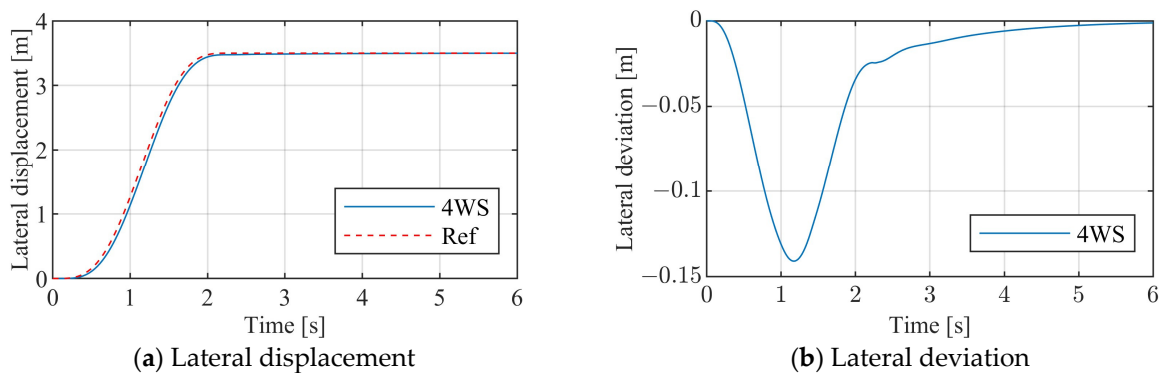 Lateral displacement [m]
4
3
2
1
0
0 1 2 3 4 5 6
Time [s]
4WS
Ref
(a) Lateral displacement
Lateral deviation [m]
0
−0.05
−0.1
−0.15
0 1 2 3 4 5 6
Time [s]
4WS
(b) Lateral deviation